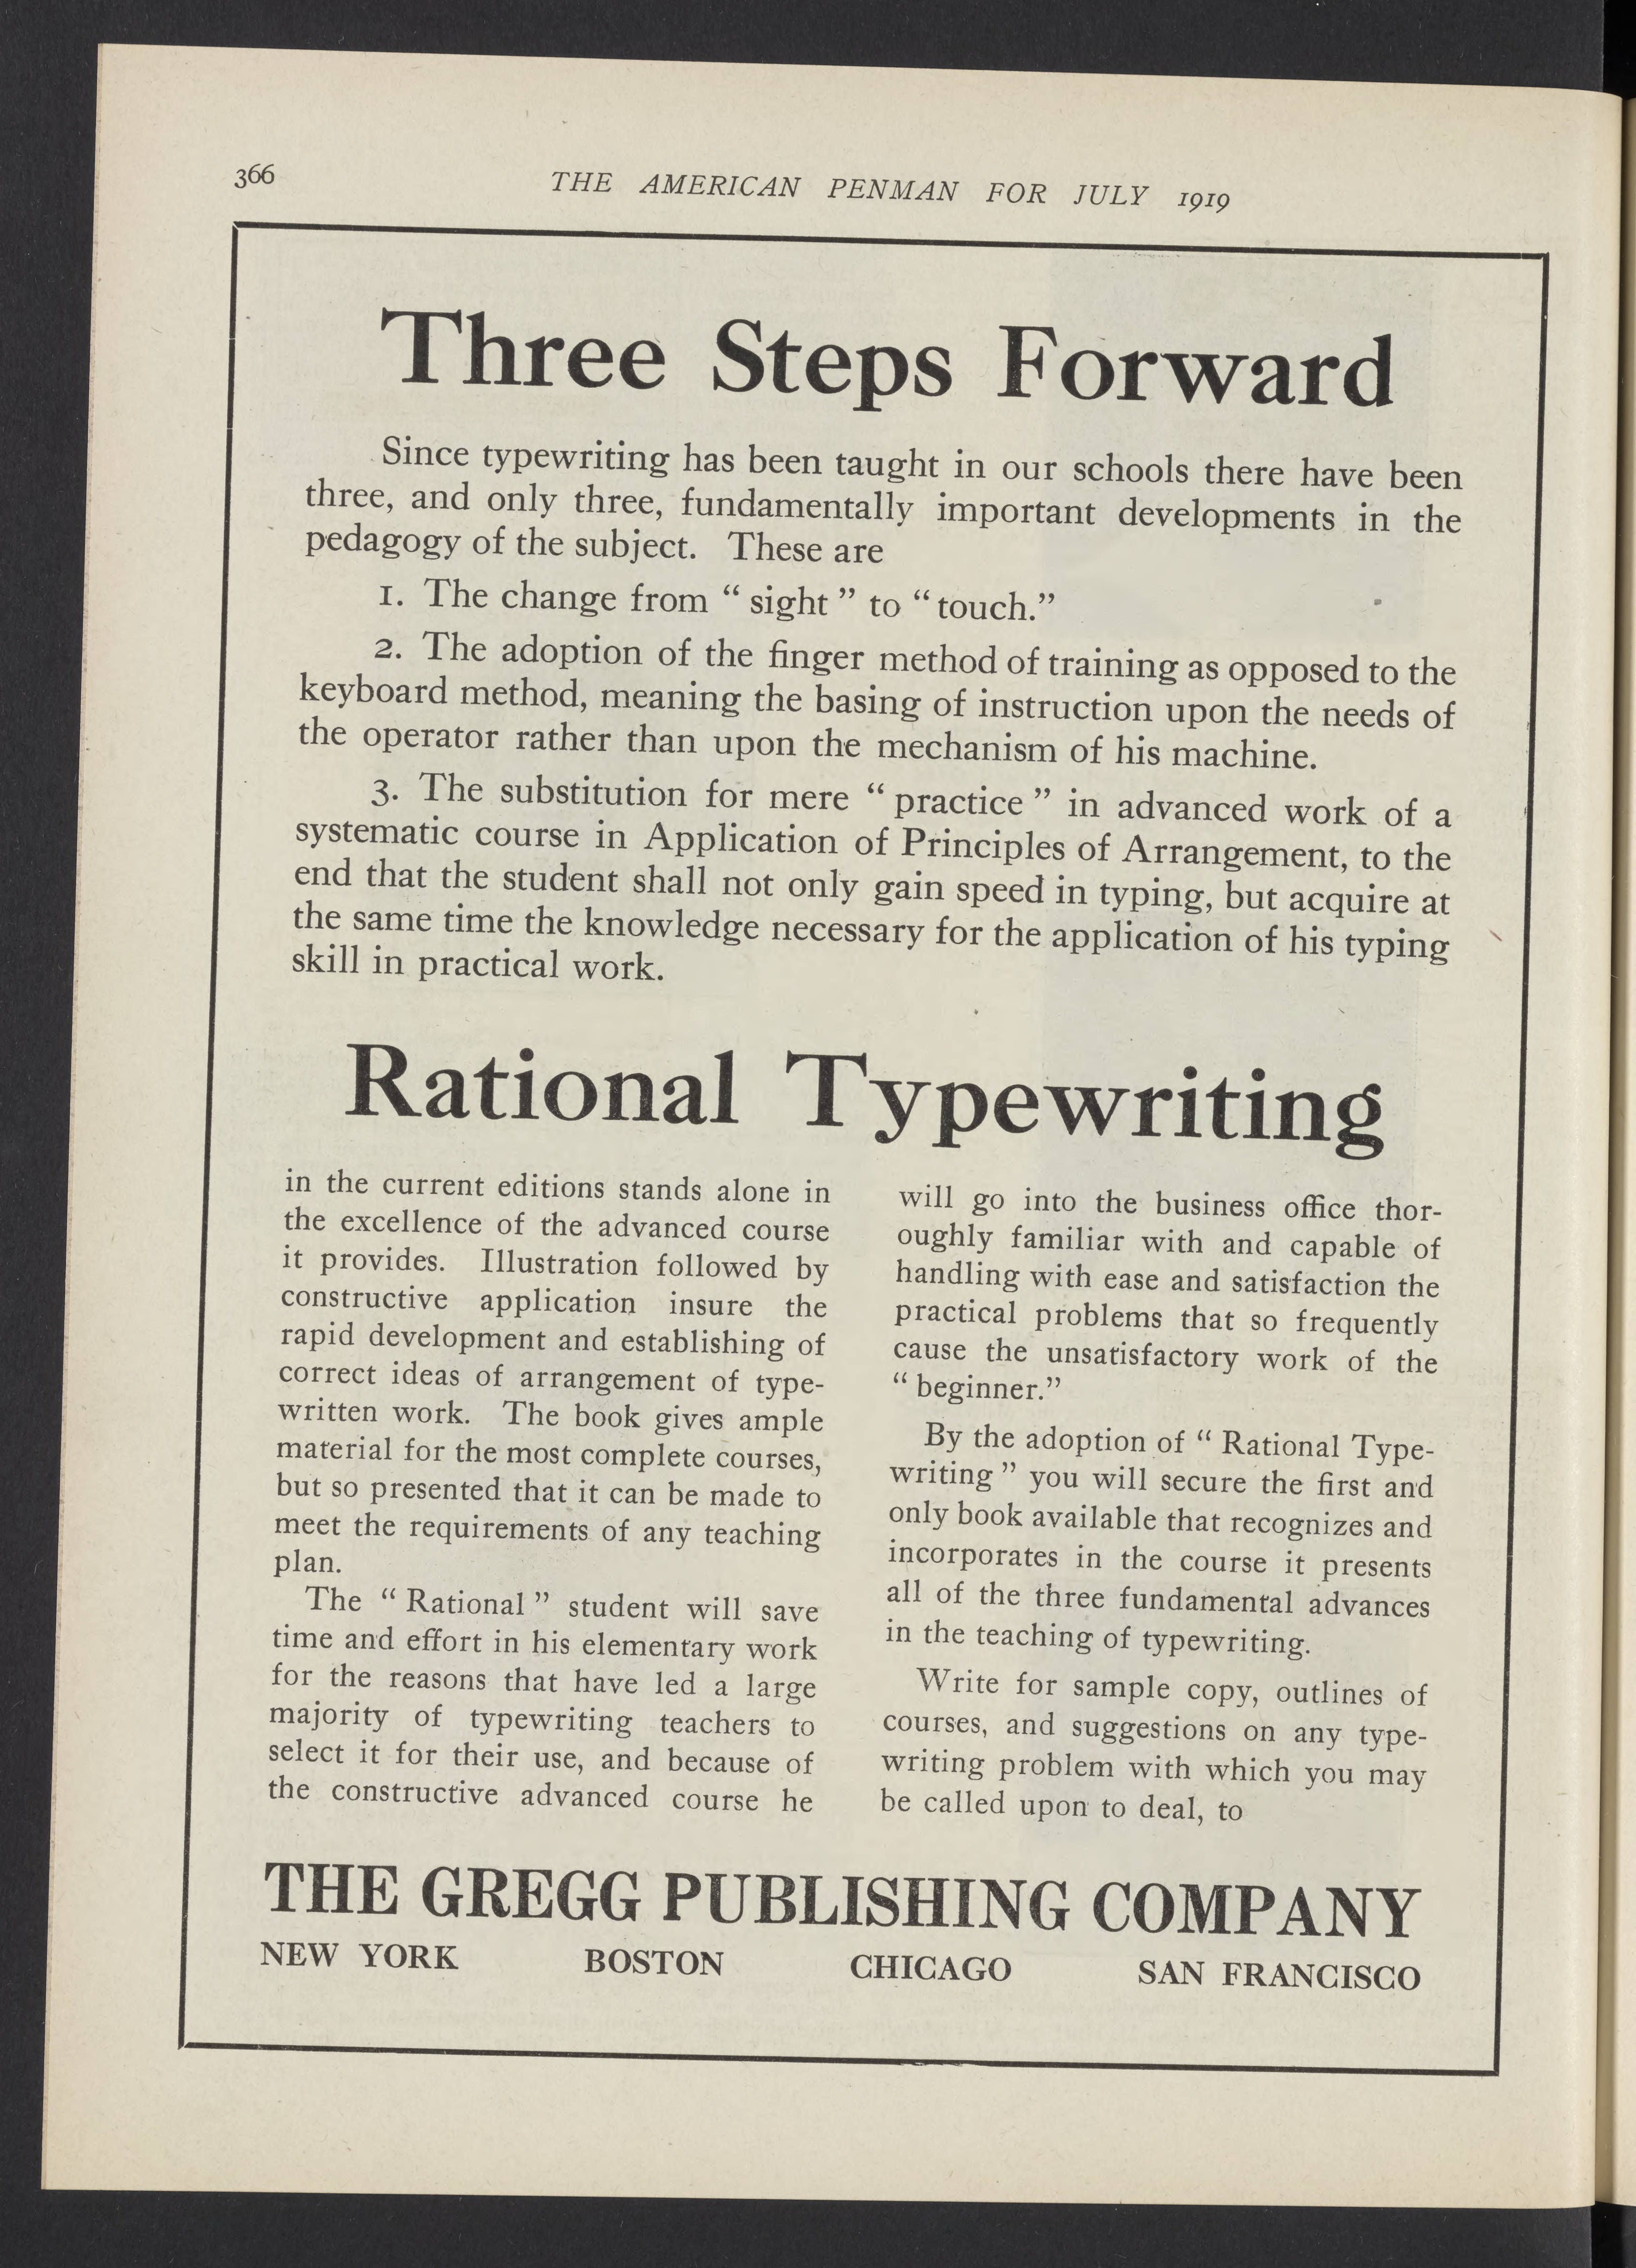 366
THE AMERICAN PENMAN FOR JULY 1919
Three Steps Forward
Since typewriting has been taught in our schools there have been
three, and only three, fundamentally important developments in the
pedagogy of the subject. These are
1. The change from “ sight ” to “ touch.”
2. The adoption of the finger method of training as opposed to the
keyboard method, meaning the basing of instruction upon the needs of
the operator rather than upon the mechanism of his machine.
3. The substitution for mere “ practice ” in advanced work of a
systematic course in Application of Principles of Arrangement, to the
end that the student shall not only gain speed in typing, but acquire at
the same time the knowledge necessary for the application of his typing
skill in practical work.
Rational Typewriting
in the current editions stands alone in
the excellence of the advanced course
it provides. Illustration followed by
constructive application insure the
rapid development and establishing of
correct ideas of arrangement of type-
written work. The book gives ample
material for the most complete courses,
but so presented that it can be made to
meet the requirements of any teaching
plan.
The “ Rational ” student will save
time and effort in his elementary work
for the reasons that have led a large
majority of typewriting teachers to
select it for their use, and because of
the constructive advanced course he
will go into the business office thor-
oughly familiar with and capable of
handling with ease and satisfaction the
practical problems that so frequently
cause the unsatisfactory work of the
“ beginner.”
By the adoption of “ Rational Type-
writing ” you will secure the first and
only book available that recognizes and
incorporates in the course it presents
all of the three fundamental advances
in the teaching of typewriting.
Write for sample copy, outlines of
courses, and suggestions on any type-
writing problem with which you may
be called upon to deal, to
THE GREGG PUBLISHING COMPANY
NEW YORK BOSTON CHICAGO SAN FRANCISCO